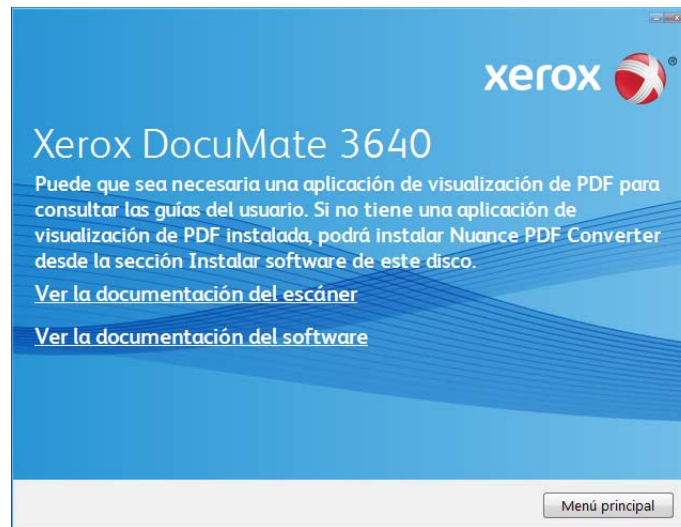 xerox ®
Xerox DocuMate 3640
Puede que sea necesaria una aplicación de visualización de PDF para
consultar las guías del usuario. Si no tiene una aplicación de
visualización de PDF instalada, podrá instalar Nuance PDF Converter
desde la sección Instalar software de este disco.
Ver la documentación del escáner
Ver la documentación del software
Menú principal